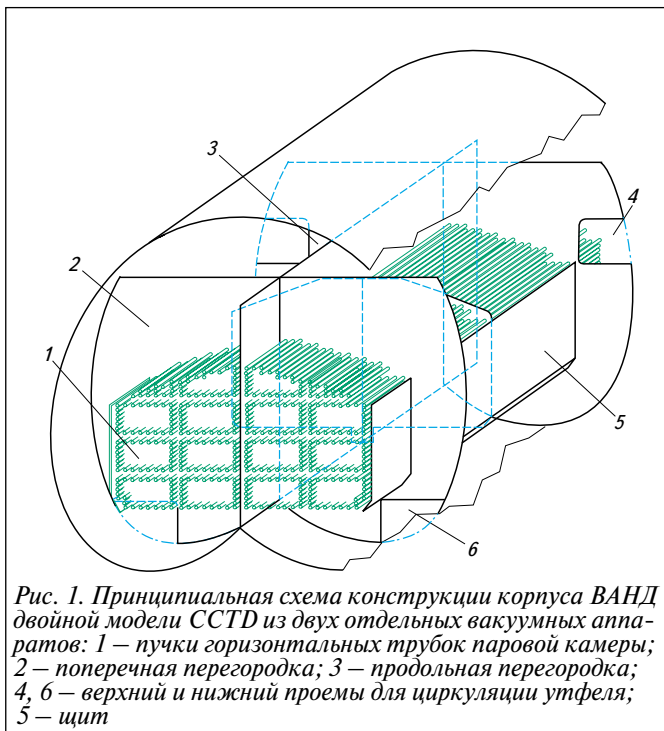 3
4
2
1
5
6
Рис. 1. Принципиальная схема конструкции корпуса ВАНД
двойной модели CCTD из двух отдельных вакуумных аппа-
ратов: 1 – пучки горизонтальных трубок паровой камеры;
2 – поперечная перегородка; 3 – продольная перегородка;
4, 6 – верхний и нижний проемы для циркуляции утфеля;
5 – щит